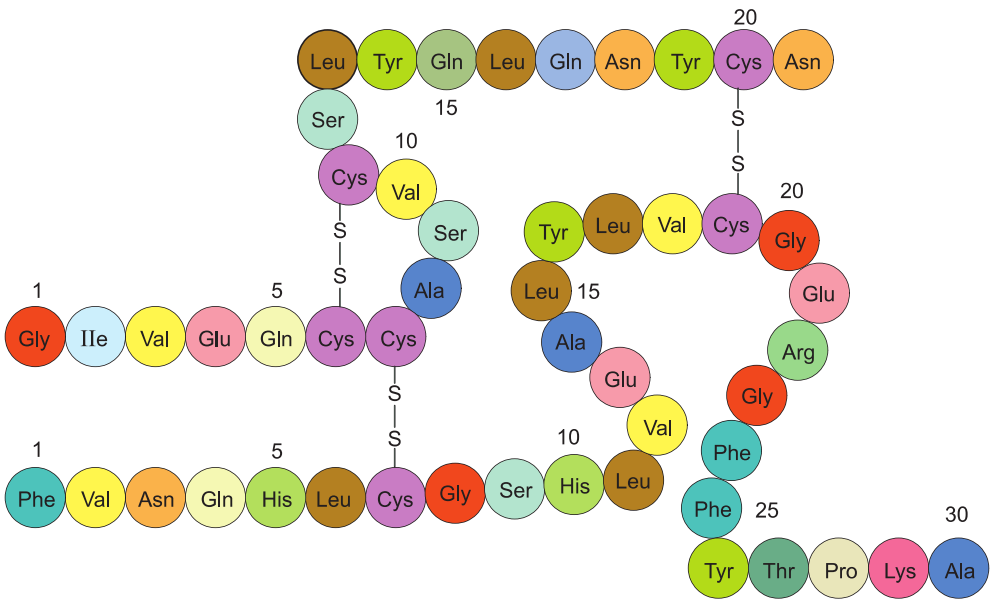 20
Leu Tyr Gln Leu Gln Asn Tyr Cys Asn
15
Ser
10
S
Cys Val
S
Ser
20
S
Tyr Leu Val Cys Gly
S
Ala
Leu 15
Glu
1 5
Gly IIe Val Glu Gln Cys Cys
Ala
Arg
Glu
S
Gly
S
Val
Phe
1 5 10
Phe Val Asn Gln His Leu Cys Gly Ser His Leu
Phe 25 30
Tyr Thr Pro Lys Ala